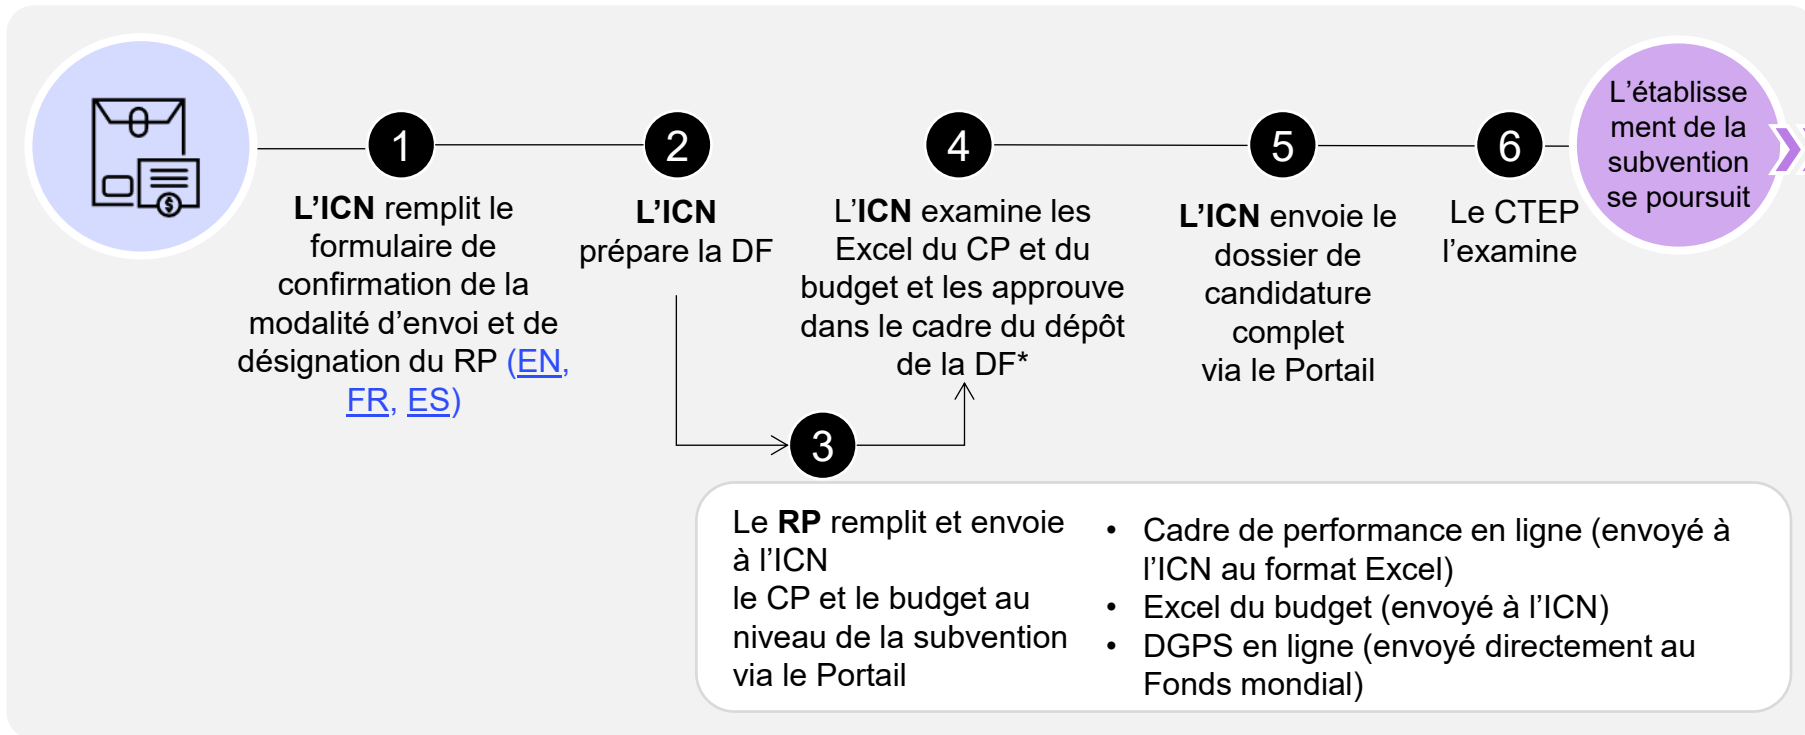 1
L’ICN remplit le
formulaire de
confirmation de la
modalité d’envoi et de
désignation du RP (EN,
FR, ES)
2
L’ICN
prépare la DF
3
Le RP remplit et envoie
à l’ICN
le CP et le budget au
niveau de la subvention
via le Portail
• Cadre de performance en ligne (envoyé à
l’ICN au format Excel)
• Excel du budget (envoyé à l’ICN)
• DGPS en ligne (envoyé directement au
Fonds mondial)
4
L’ICN examine les
Excel du CP et du
budget et les approuve
dans le cadre du dépôt
de la DF*
5
L’ICN envoie le
dossier de
candidature
complet
via le Portail
6
Le CTEP
l’examine
L’établisse
ment de la
subvention
se poursuit